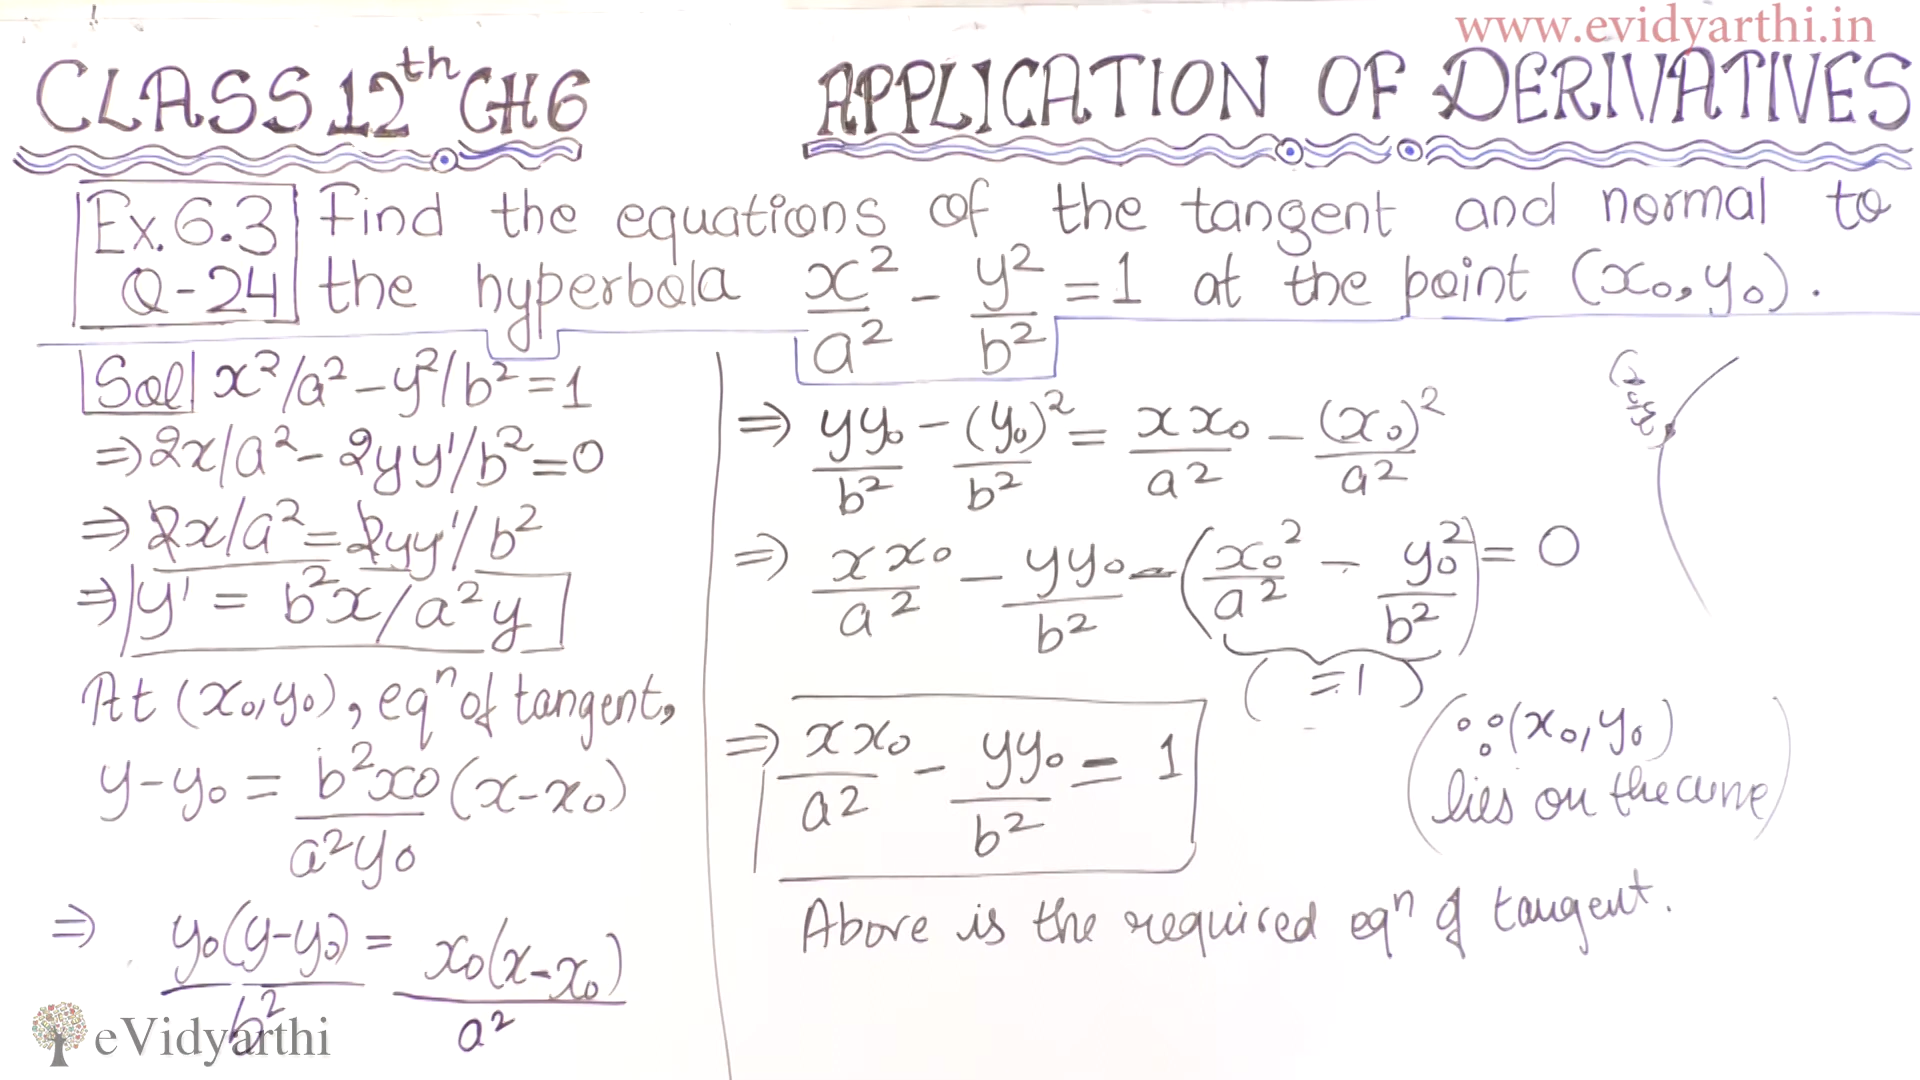 www.evidyarthi.in
CLASS 12th CH6 APPLICATION OF DERIVATIVES
Ex.6.3 Find the equations of the tangent and normal to
Q-24 the hyperbola x²/a² - y²/b² = 1 at the point (x₀, y₀).
Sol x²/a² - y²/b² = 1
⇒ 2x/a² - 2yy'/b² = 0
⇒ 2x/a² = 2yy'/b²
⇒ y' = b²x/a²y
At (x₀, y₀), eqⁿ of tangent,
y - y₀ = b²x₀/a²y₀ (x - x₀)
⇒ y₀(y - y₀)/b² = x₀(x - x₀)/a²
⇒ yy₀/b² - (y₀)²/b² = xx₀/a² - (x₀)²/a²
⇒ xx₀/a² - yy₀/b² - (x₀²/a² - y₀²/b²) = 0
(=1)
⇒ xx₀/a² - yy₀/b² = 1
(∵ (x₀, y₀)
lies on the curve)
Above is the required eqⁿ of tangent.
eVidyarthi